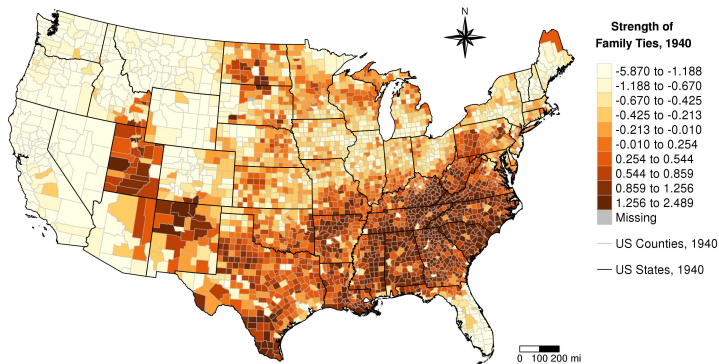 N
Strength of
Family Ties, 1940
-5.870 to -1.188
-1.188 to -0.670
-0.670 to -0.425
-0.425 to -0.213
-0.213 to -0.010
-0.010 to 0.254
0.254 to 0.544
0.544 to 0.859
0.859 to 1.256
1.256 to 2.489
Missing
US Counties, 1940
US States, 1940
0 100 200 mi